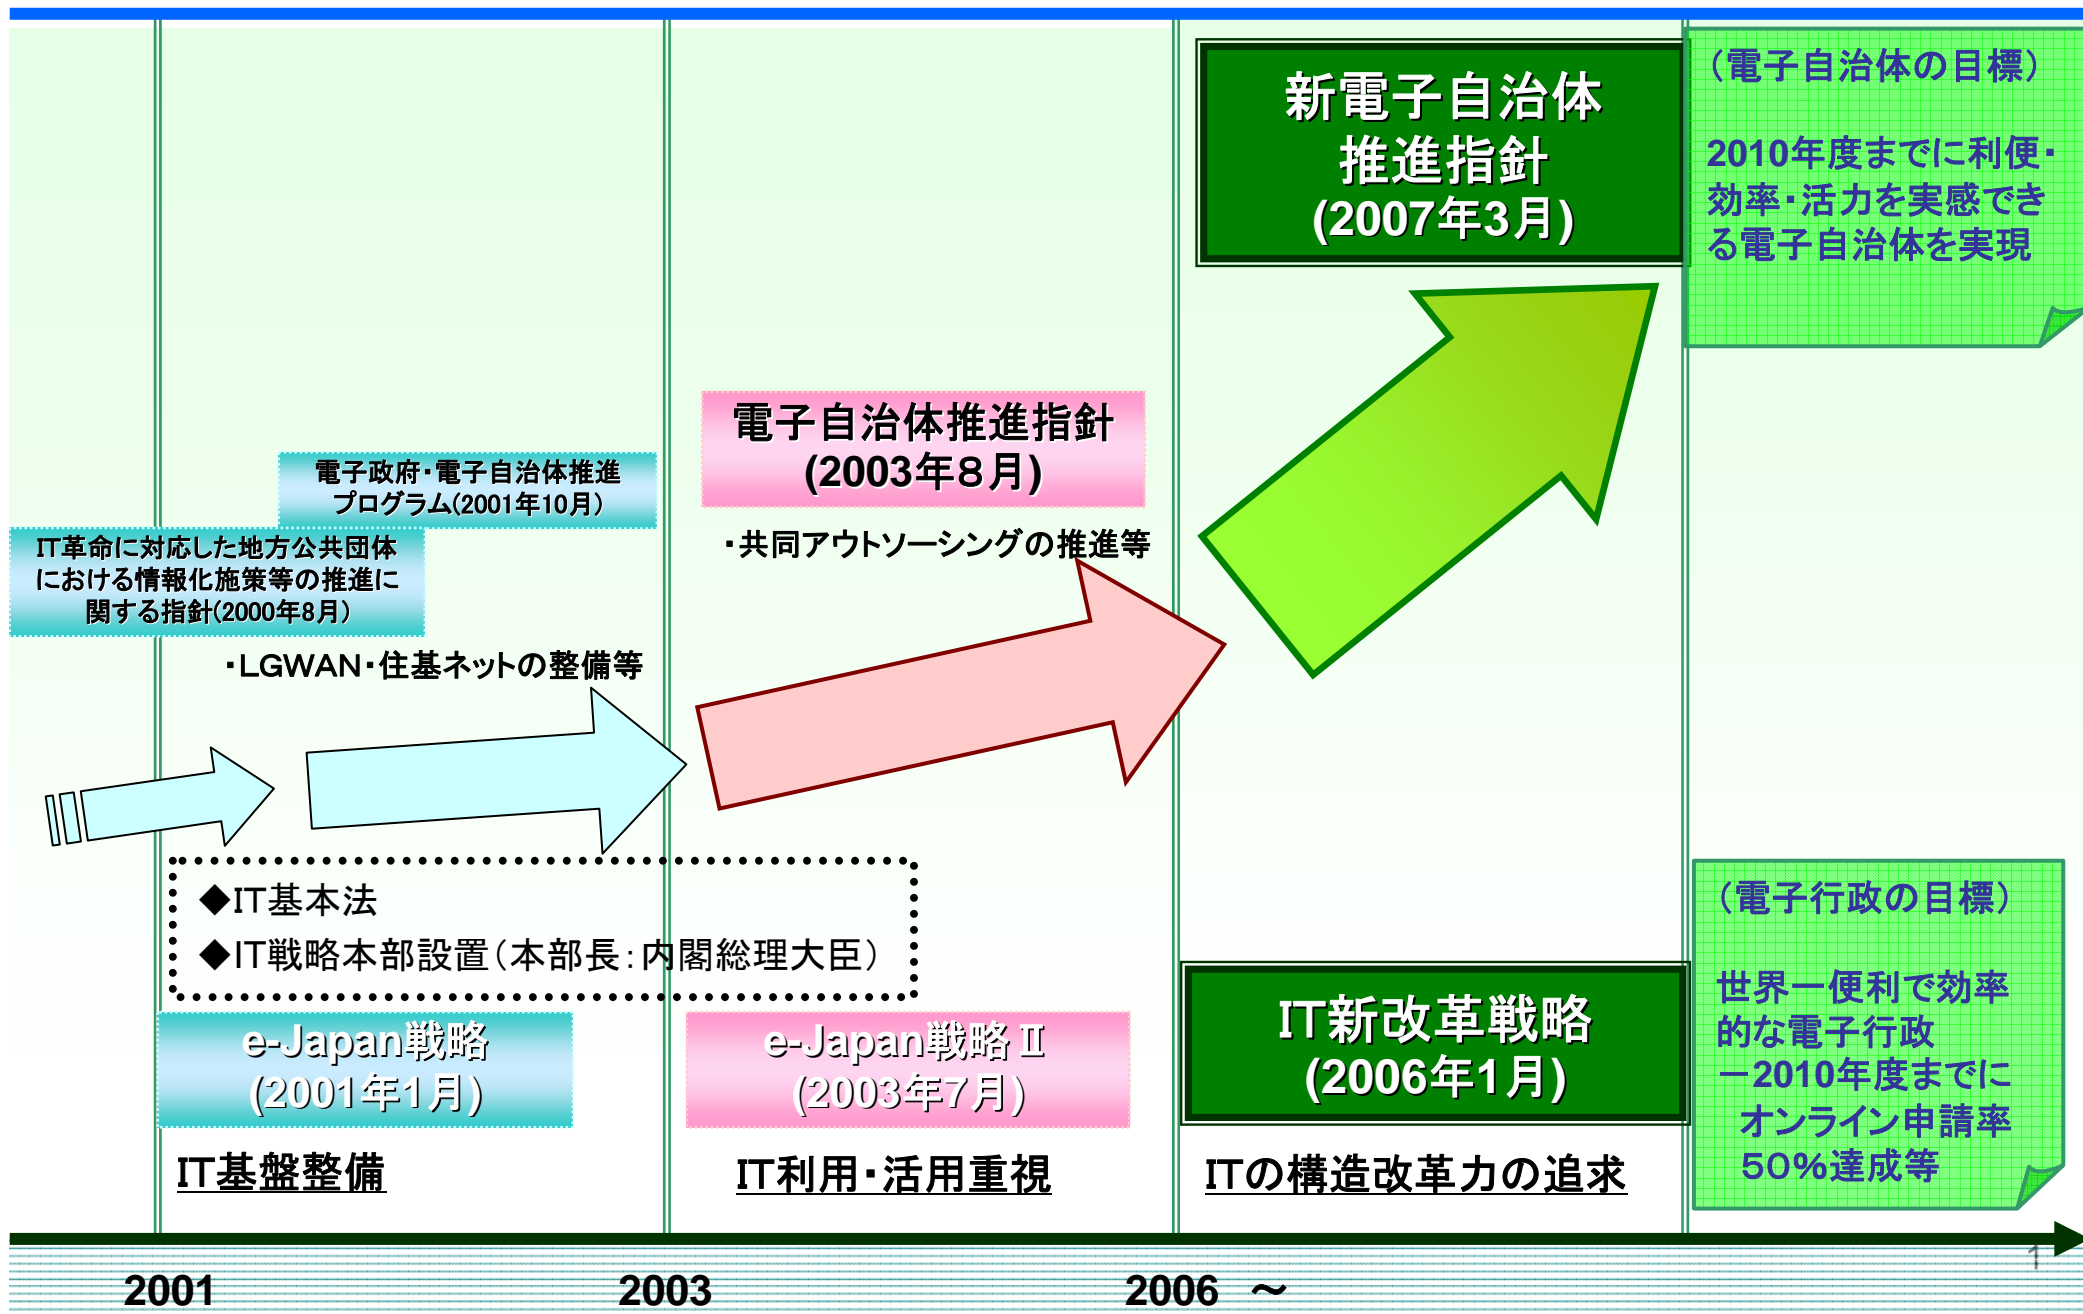 新電子自治体
推進指針
(2007年3月)
（電子自治体の目標）
2010年度までに利便・
効率・活力を実感でき
る電子自治体を実現
電子自治体推進指針
(2003年８月)
・共同アウトソーシングの推進等
電子政府・電子自治体推進
プログラム(2001年10月)
IT革命に対応した地方公共団体
における情報化施策等の推進に
関する指針(2000年8月)
・LGWAN・住基ネットの整備等
◆IT基本法
◆IT戦略本部設置（本部長：内閣総理大臣）
e-Japan戦略
(2001年1月)
IT基盤整備
e-Japan戦略Ⅱ
(2003年7月)
IT利用・活用重視
IT新改革戦略
(2006年1月)
ITの構造改革力の追求
（電子行政の目標）
世界一便利で効率
的な電子行政
－2010年度までに
オンライン申請率
５０％達成等
1
2001
2003
2006 ～